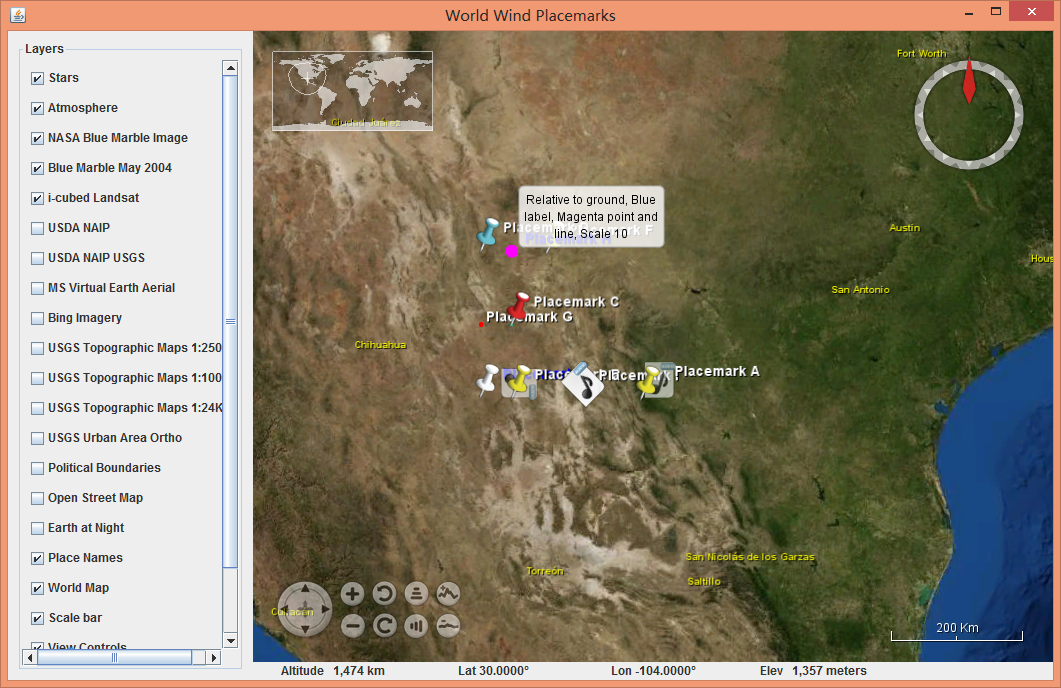 World Wind Placemarks
Layers
Stars
Atmosphere
NASA Blue Marble Image
Blue Marble May 2004
i-cubed Landsat
USDA NAIP
USDA NAIP USGS
MS Virtual Earth Aerial
Bing Imagery
USGS Topographic Maps 1:250
USGS Topographic Maps 1:100
USGS Topographic Maps 1:24K
USGS Urban Area Ortho
Political Boundaries
Open Street Map
Earth at Night
Place Names
World Map
Scale bar
View Controls
Fort Worth
Ciudad Juárez
Relative to ground, Blue
label, Magenta point and
line, Scale 10
Placemark F
Placemark H
Austin
Hous
San Antonio
Placemark C
Placemark G
Chihuahua
Placemark A
San Nicolás de los Garzas
Torreón
Saltillo
Culiacán
200 Km
Altitude 1,474 km
Lat 30.0000°
Lon -104.0000°
Elev 1,357 meters